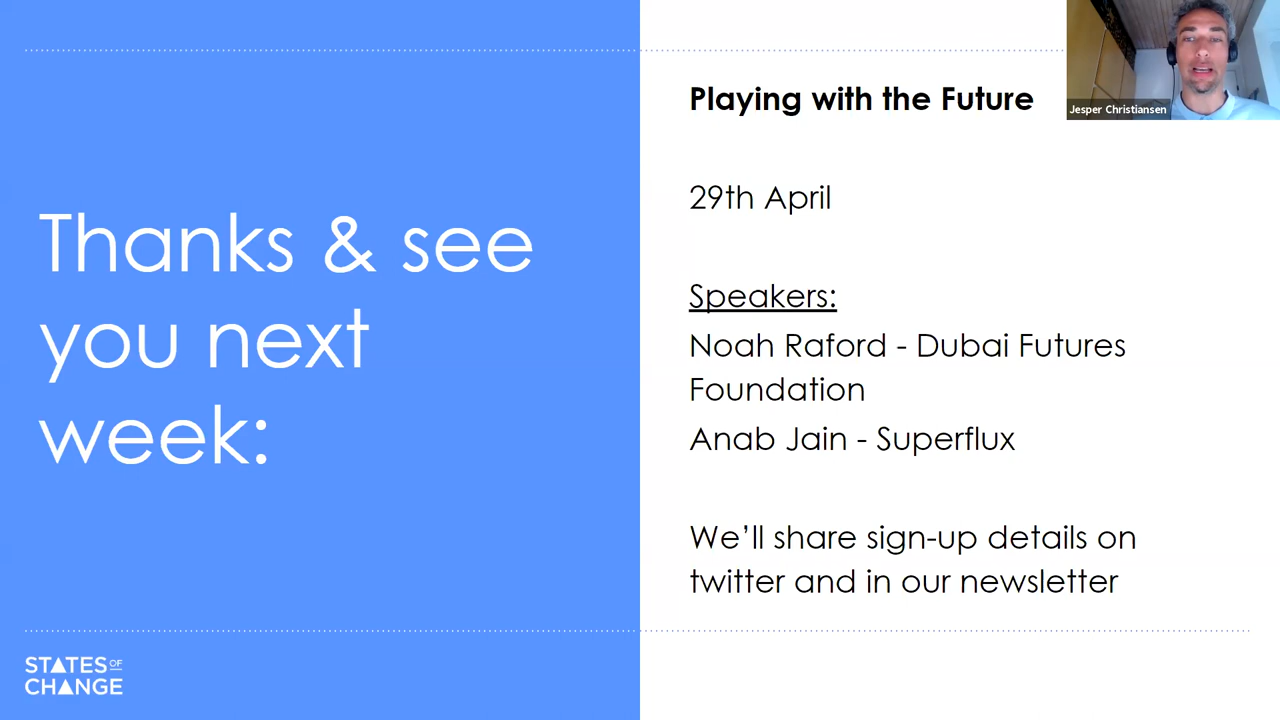 Thanks & see
you next
week:
STATES OF
CHANGE
Playing with the Future
29th April
Speakers:
Noah Raford - Dubai Futures
Foundation
Anab Jain - Superflux
We'll share sign-up details on
twitter and in our newsletter
Jesper Christiansen